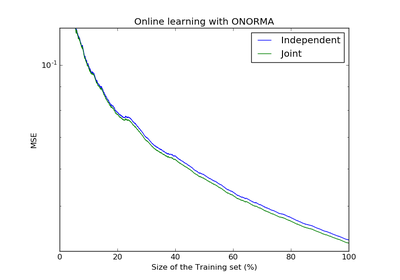 Online learning with ONORMA
Independent
Joint
10⁻¹
MSE
0 20 40 60 80 100
Size of the Training set (%)